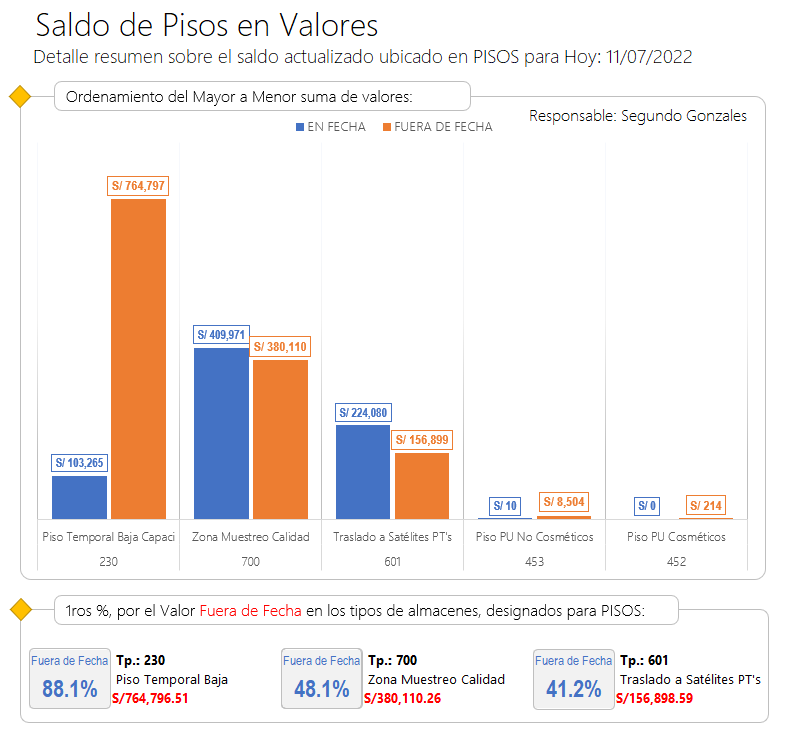 Saldo de Pisos en Valores
Detalle resumen sobre el saldo actualizado ubicado en PISOS para Hoy: 11/07/2022
Ordenamiento del Mayor a Menor suma de valores:
Responsable: Segundo Gonzales
EN FECHA FUERA DE FECHA
S/ 764,797
S/ 409,971
S/ 380,110
S/ 224,080
S/ 156,899
S/ 103,265
S/ 10
S/ 8,504
S/ 0
S/ 214
Piso Temporal Baja Capaci Zona Muestreo Calidad Traslado a Satélites PT's Piso PU No Cosméticos Piso PU Cosméticos
230 700 601 453 452
1ros %, por el Valor Fuera de Fecha en los tipos de almacenes, designados para PISOS:
Fuera de Fecha
88.1%
Tp.: 230
Piso Temporal Baja
S/764,796.51
Fuera de Fecha
48.1%
Tp.: 700
Zona Muestreo Calidad
S/380,110.26
Fuera de Fecha
41.2%
Tp.: 601
Traslado a Satélites PT's
S/156,898.59